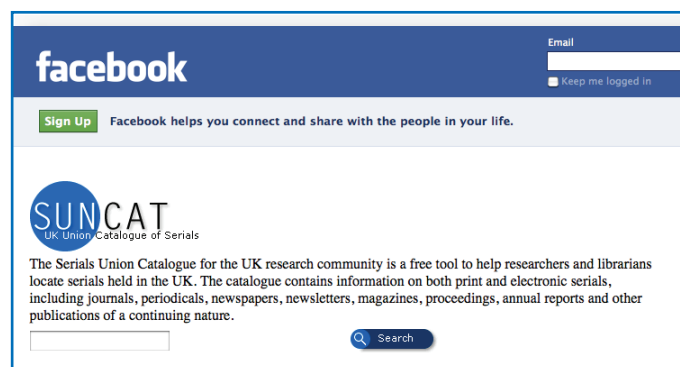 Email
facebook
Keep me logged in
Sign Up Facebook helps you connect and share with the people in your life.
SUNCAT
UK Union Catalogue of Serials
The Serials Union Catalogue for the UK research community is a free tool to help researchers and librarians
locate serials held in the UK. The catalogue contains information on both print and electronic serials,
including journals, periodicals, newspapers, newsletters, magazines, proceedings, annual reports and other
publications of a continuing nature.
Search